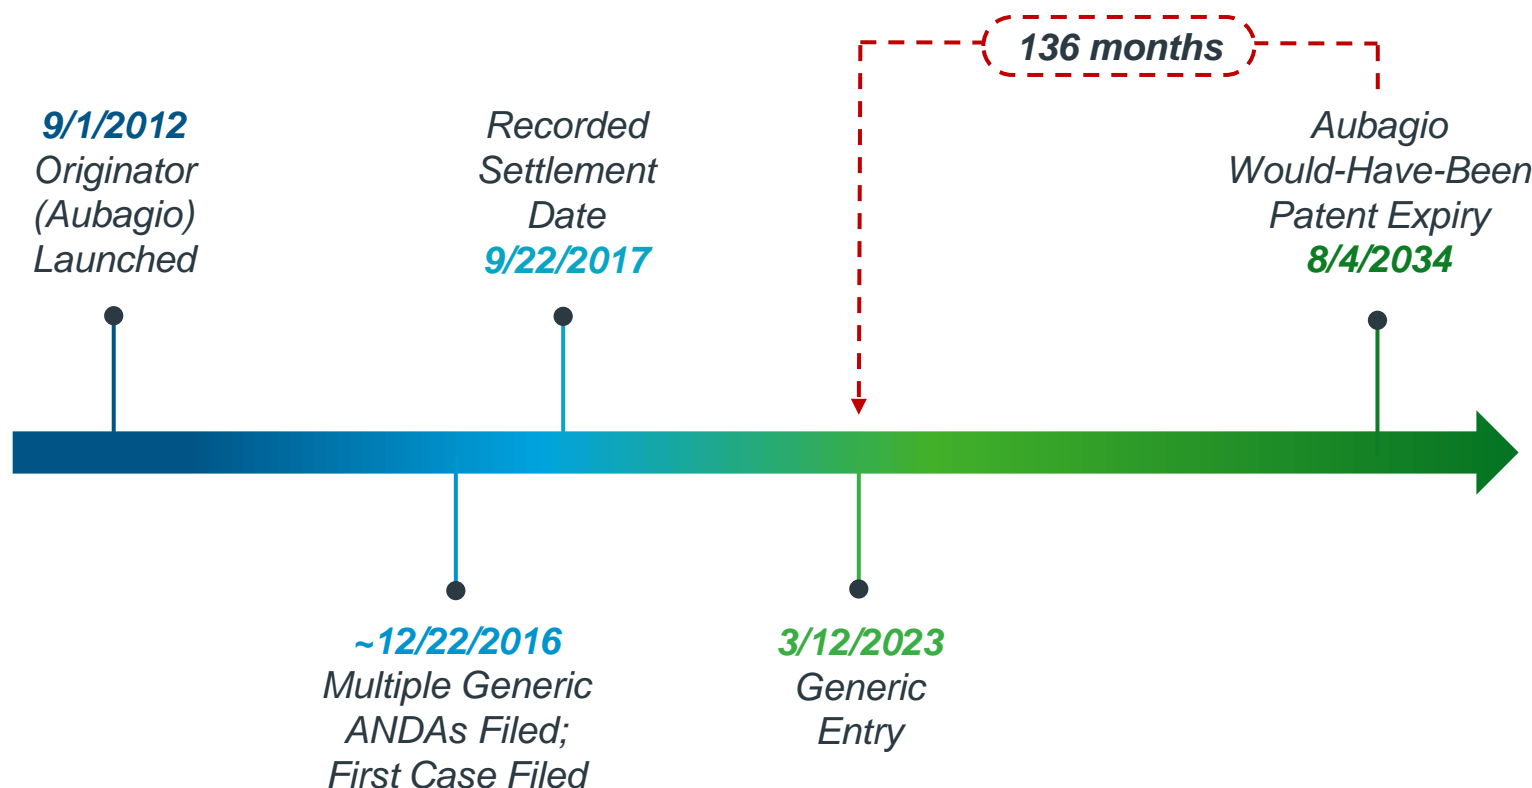 136 months
9/1/2012
Originator
(Aubagio)
Launched
Recorded
Settlement
Date
9/22/2017
Aubagio
Would-Have-Been
Patent Expiry
8/4/2034
~12/22/2016
Multiple Generic
ANDAs Filed;
First Case Filed
3/12/2023
Generic
Entry